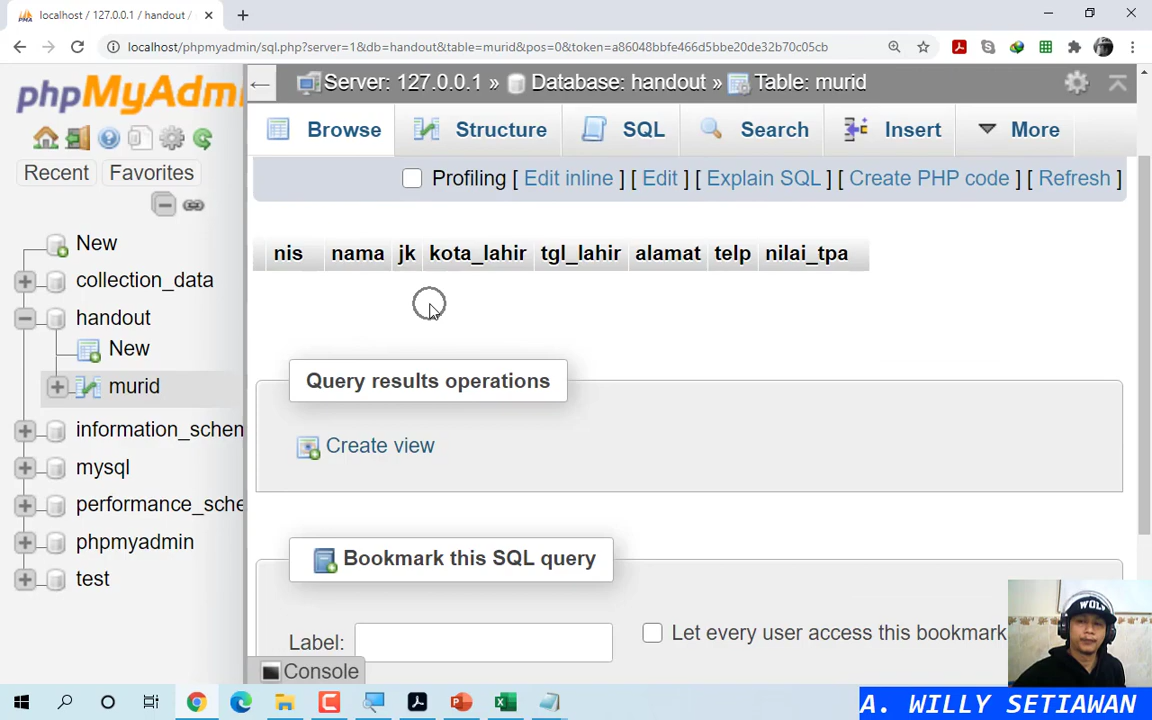 localhost / 127.0.0.1 / handout /
localhost/phpmyadmin/sql.php?server=1&db=handout&table=murid&pos=0&token=a86048bbfe466d5bbe20de32b70c05cb
phpMyAdm
Recent Favorites
New
collection_data
handout
New
murid
information_schem
mysql
performance_sche
phpmyadmin
test
Server: 127.0.0.1 » Database: handout » Table: murid
Browse Structure SQL Search Insert More
Profiling [ Edit inline ] [ Edit ] [ Explain SQL ] [ Create PHP code ] [ Refresh ]
nis nama jk kota_lahir tgl_lahir alamat telp nilai_tpa
Query results operations
Create view
Bookmark this SQL query
Label:
Let every user access this bookmark
Console
A. WILLY SETIAWAN